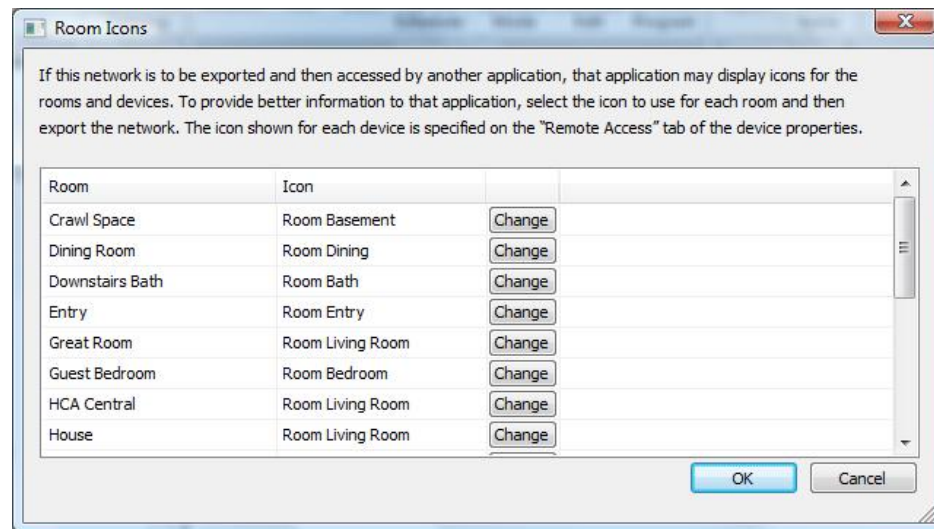 Room Icons
If this network is to be exported and then accessed by another application, that application may display icons for the
rooms and devices. To provide better information to that application, select the icon to use for each room and then
export the network. The icon shown for each device is specified on the "Remote Access" tab of the device properties.
Room Icon
Crawl Space Room Basement Change
Dining Room Room Dining Change
Downstairs Bath Room Bath Change
Entry Room Entry Change
Great Room Room Living Room Change
Guest Bedroom Room Bedroom Change
HCA Central Room Living Room Change
House Room Living Room Change
OK Cancel